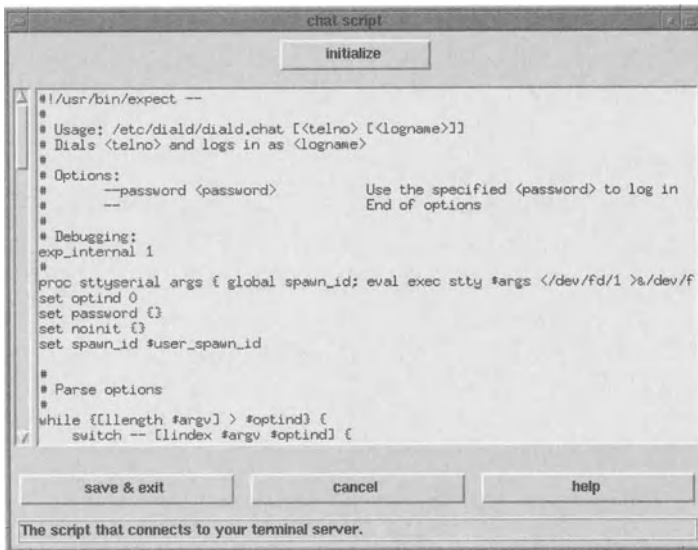 chat script
initialize
#!/usr/bin/expect --
#
# Usage: /etc/diald/diald.chat [<telno> [<logname>]]
# Dials <telno> and logs in as <logname>
#
# Options:
#       --password <password>           Use the specified <password> to log in
#       --                              End of options
#
# Debugging:
exp_internal 1
#
proc sttyserial args { global spawn_id; eval exec stty $args </dev/fd/1 >&/dev/f
set optind 0
set password {}
set noinit {}
set spawn_id $user_spawn_id
#
# Parse options
#
while {[llength $argv] > $optind} {
    switch -- [lindex $argv $optind] {
save & exit cancel help
The script that connects to your terminal server.